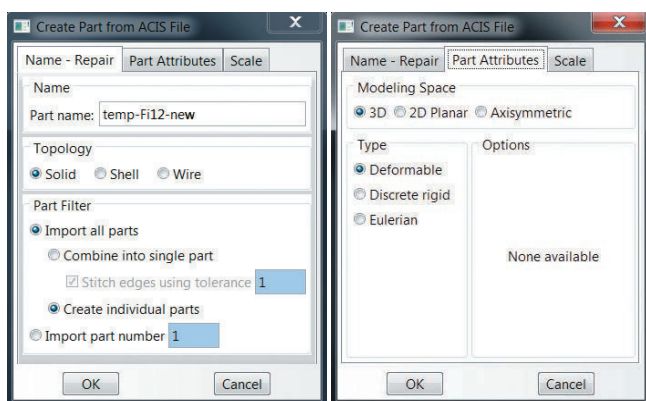 Create Part from ACIS File X
Name - Repair Part Attributes Scale
Name
Part name: temp-Fi12-new
Topology
Solid Shell Wire
Part Filter
Import all parts
Combine into single part
Stitch edges using tolerance 1
Create individual parts
Import part number 1
OK Cancel
Create Part from ACIS File X
Name - Repair Part Attributes Scale
Modeling Space
3D 2D Planar Axisymmetric
Type Options
Deformable
Discrete rigid
Eulerian
None available
OK Cancel